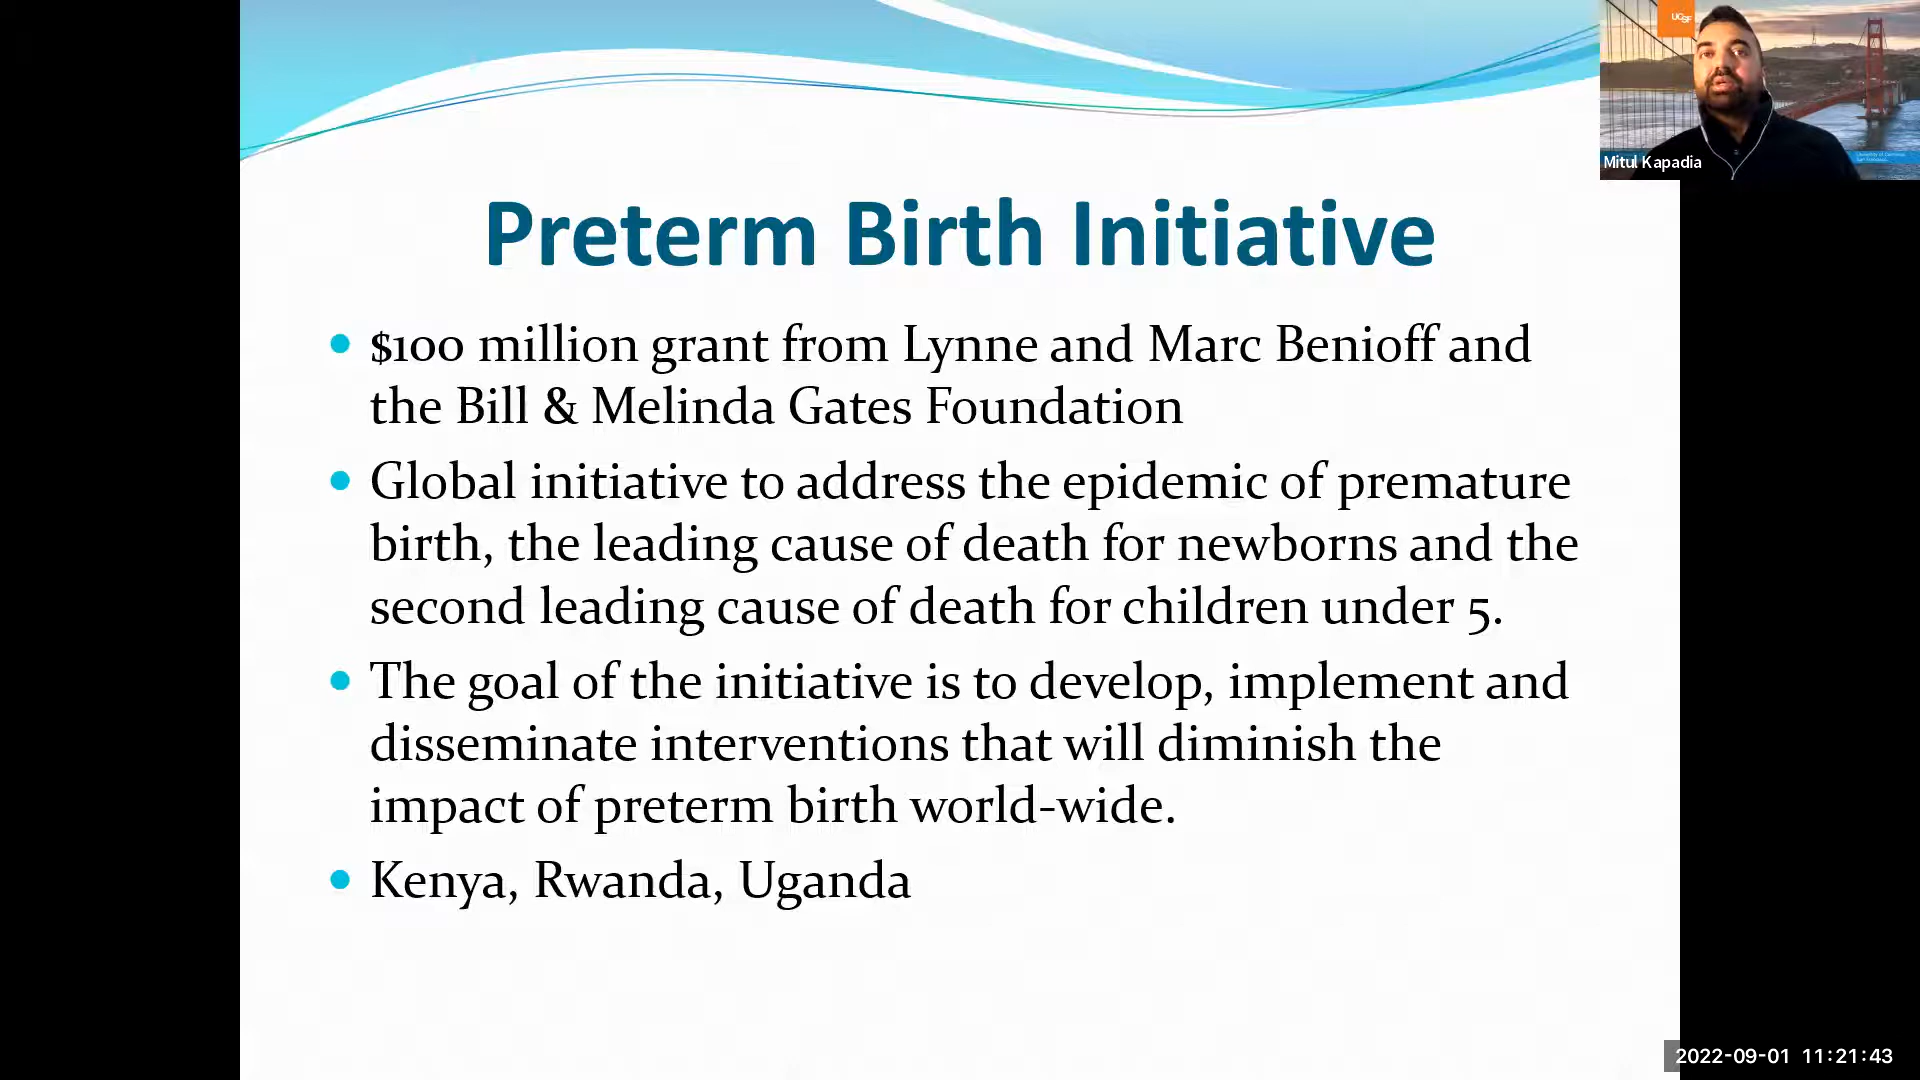 UCSF
Mitul Kapadia
Preterm Birth Initiative
• $100 million grant from Lynne and Marc Benioff and
the Bill & Melinda Gates Foundation
• Global initiative to address the epidemic of premature
birth, the leading cause of death for newborns and the
second leading cause of death for children under 5.
• The goal of the initiative is to develop, implement and
disseminate interventions that will diminish the
impact of preterm birth world-wide.
• Kenya, Rwanda, Uganda
2022-09-01 11:21:43